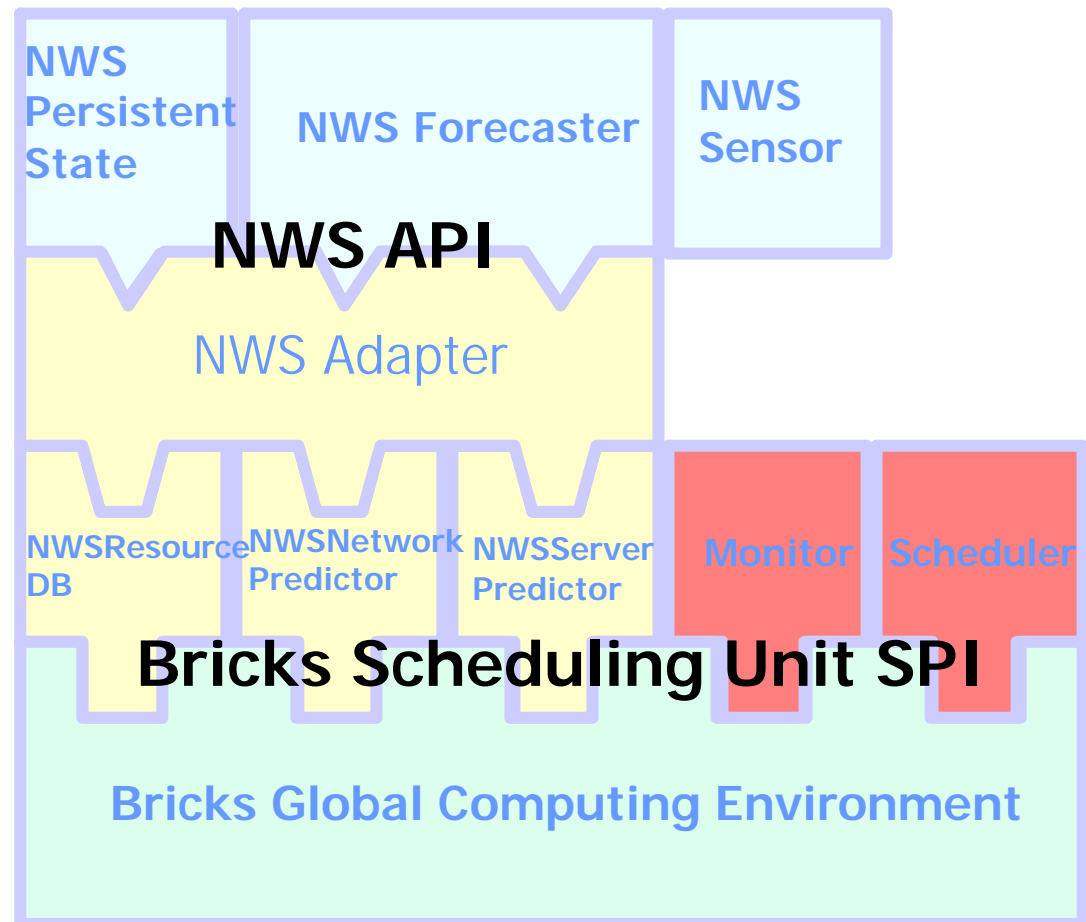 NWS
Persistent
State
NWS Forecaster
NWS
Sensor
NWS API
NWS Adapter
NWSResource
DB
NWSNetwork
Predictor
NWSServer
Predictor
Monitor
Scheduler
Bricks Scheduling Unit SPI
Bricks Global Computing Environment